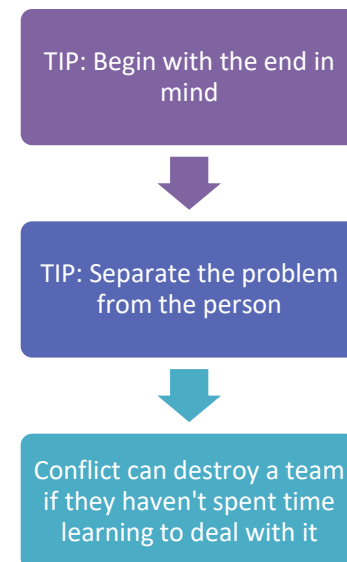 TIP: Begin with the end in
mind
TIP: Separate the problem
from the person
Conflict can destroy a team
if they haven't spent time
learning to deal with it